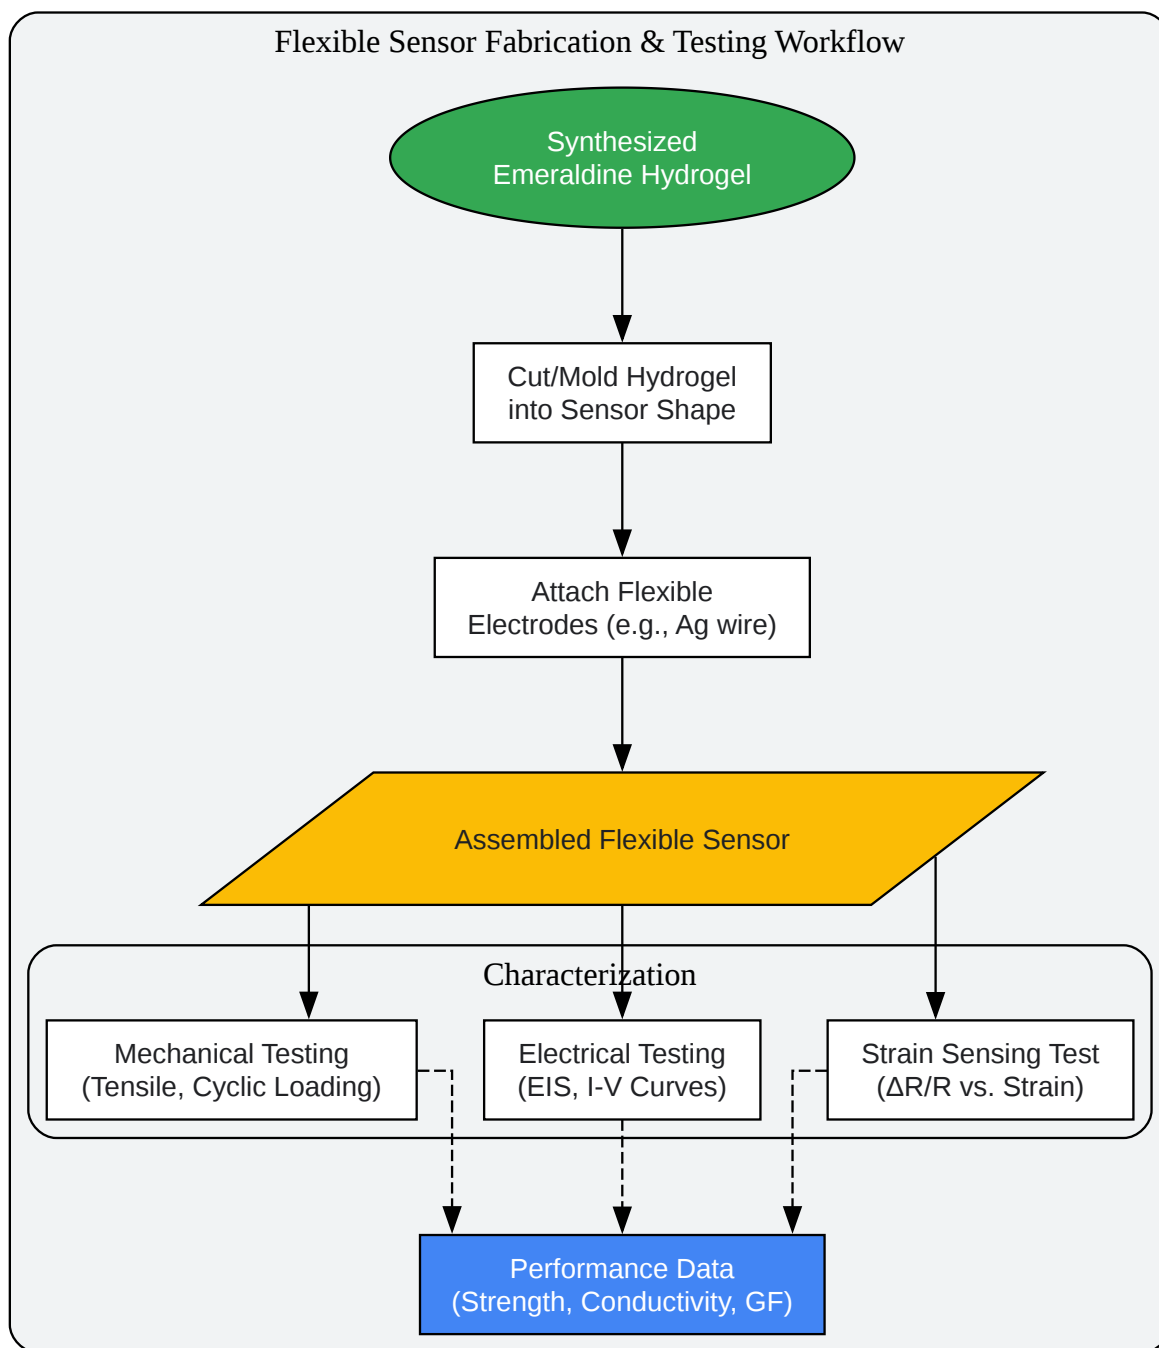 Flexible Sensor Fabrication & Testing Workflow
Synthesized
Emeraldine Hydrogel
Cut/Mold Hydrogel
into Sensor Shape
Attach Flexible
Electrodes (e.g., Ag wire)
Assembled Flexible Sensor
Characterization
Mechanical Testing
(Tensile, Cyclic Loading)
Electrical Testing
(EIS, I-V Curves)
Strain Sensing Test
(ΔR/R vs. Strain)
Performance Data
(Strength, Conductivity, GF)